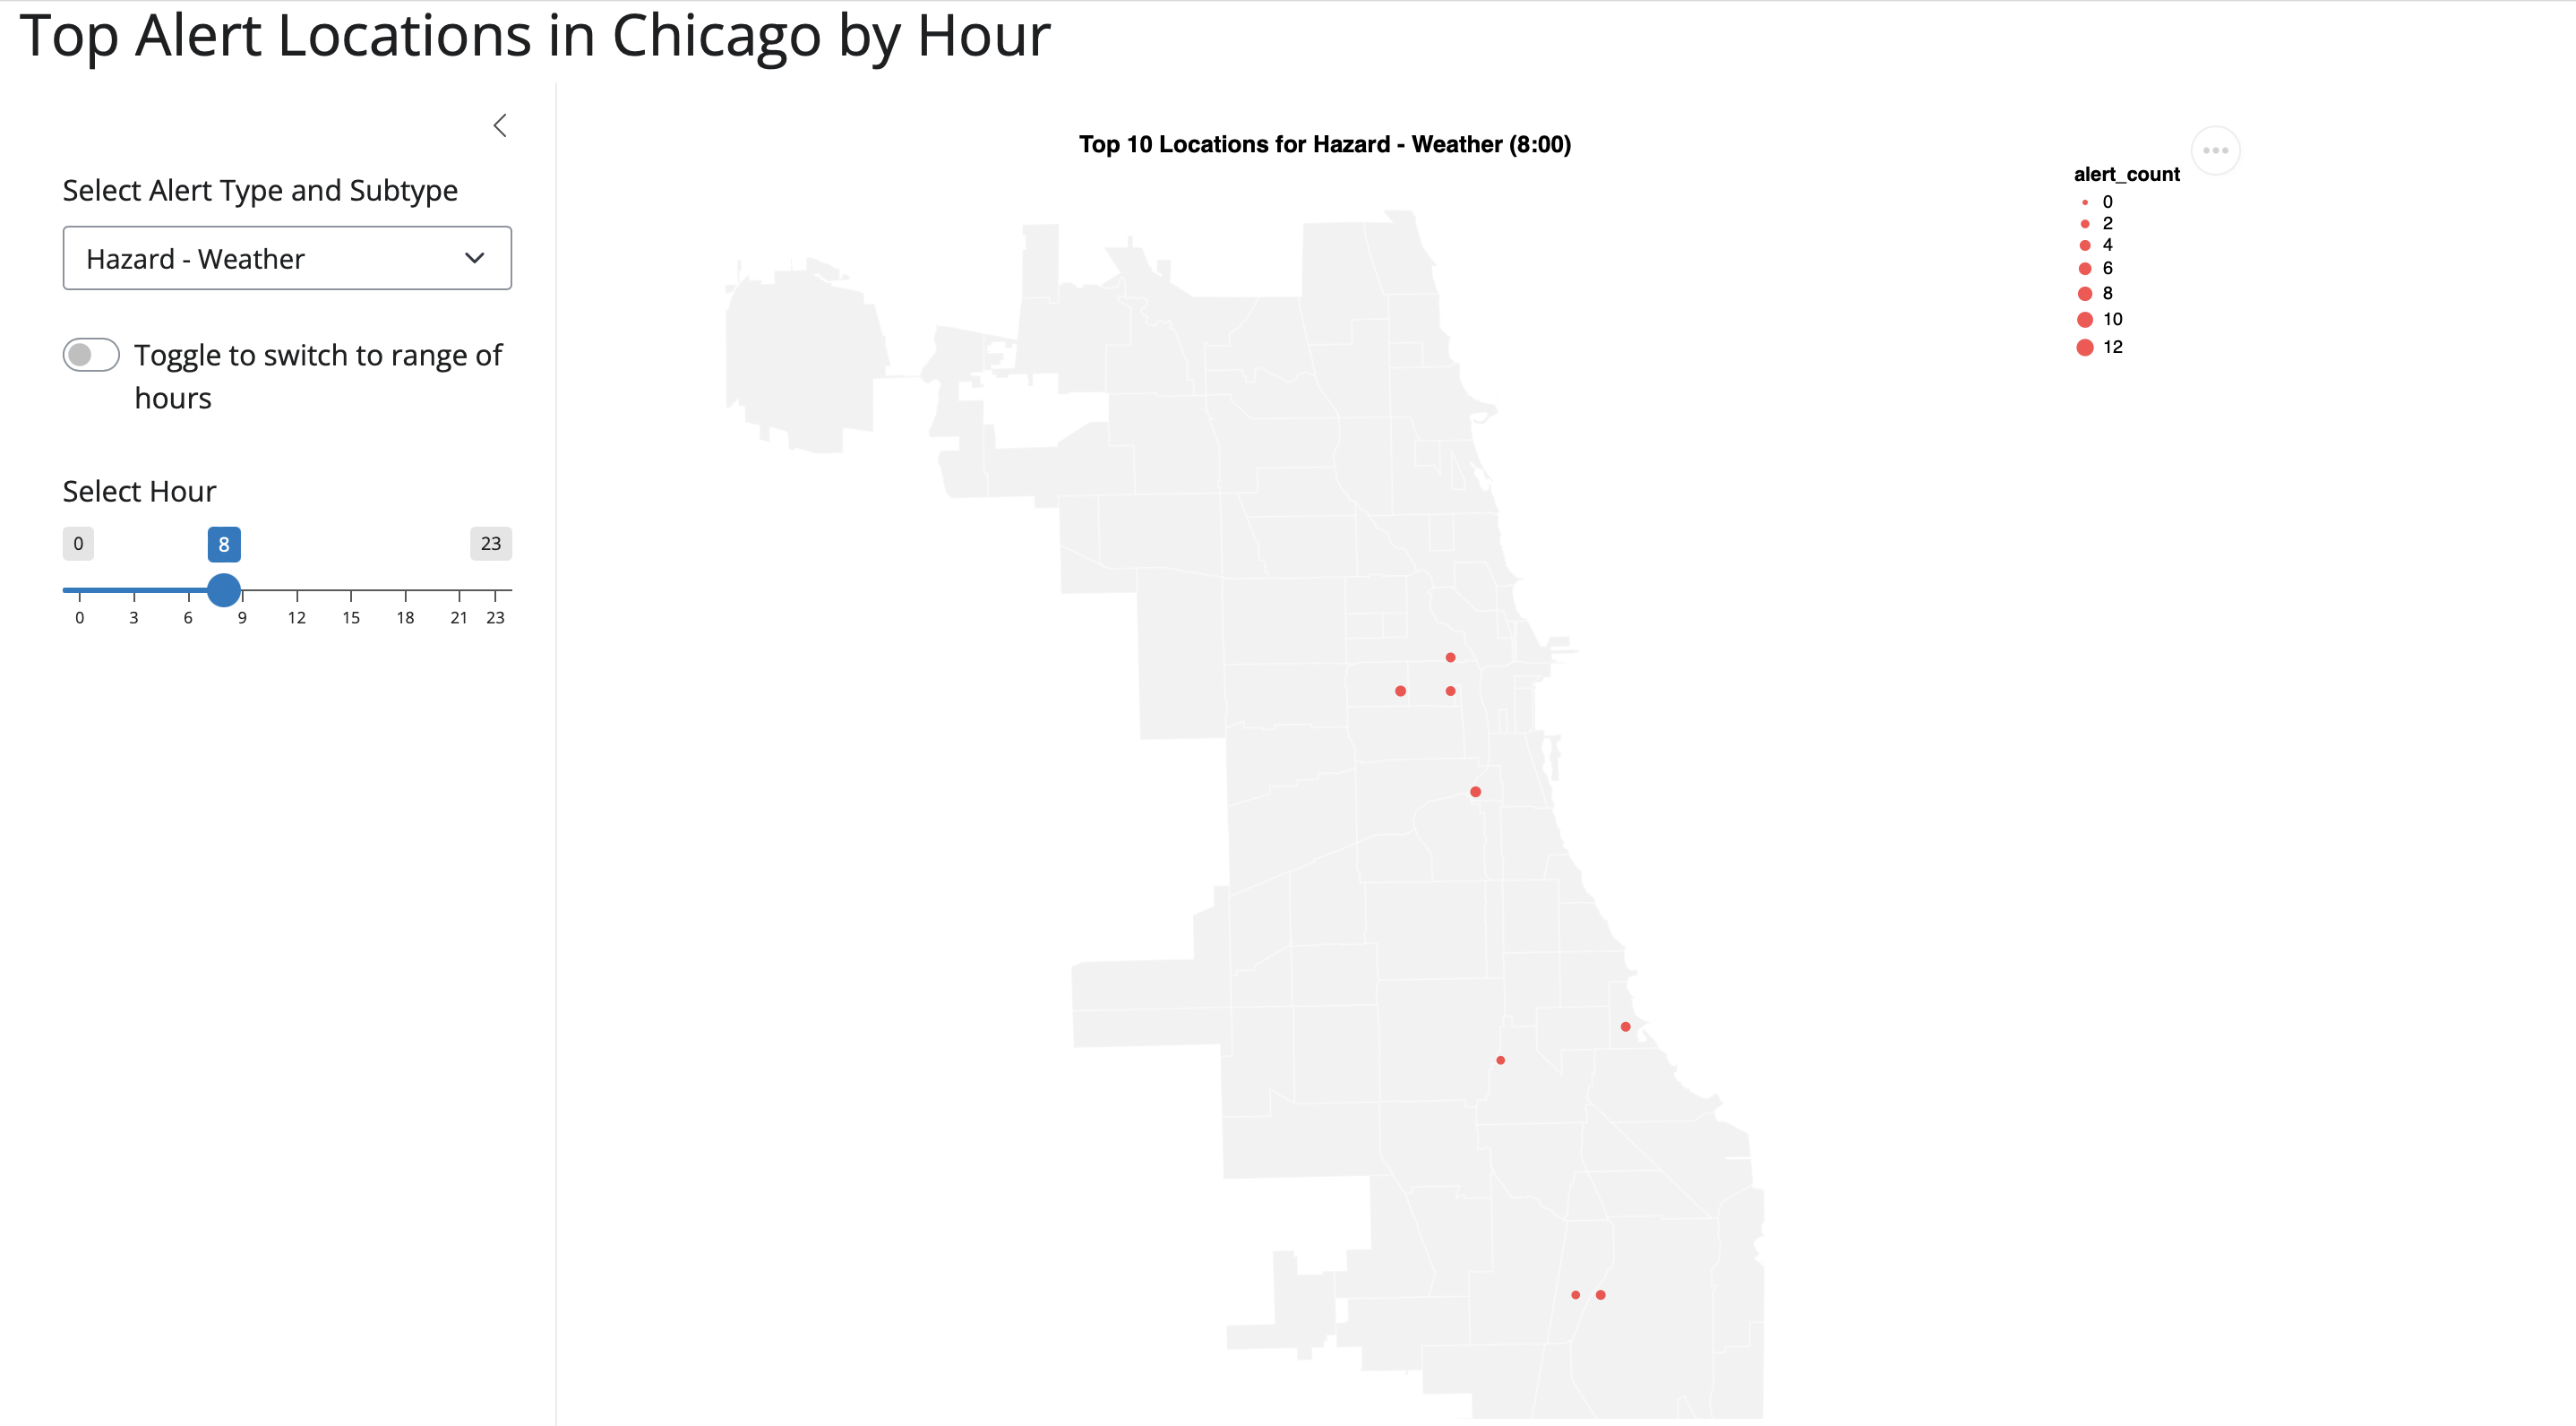 Top Alert Locations in Chicago by Hour
Select Alert Type and Subtype
Hazard - Weather
Toggle to switch to range of
hours
Select Hour
0 8 23
0 3 6 9 12 15 18 21 23
Top 10 Locations for Hazard - Weather (8:00)
alert_count
0
2
4
6
8
10
12